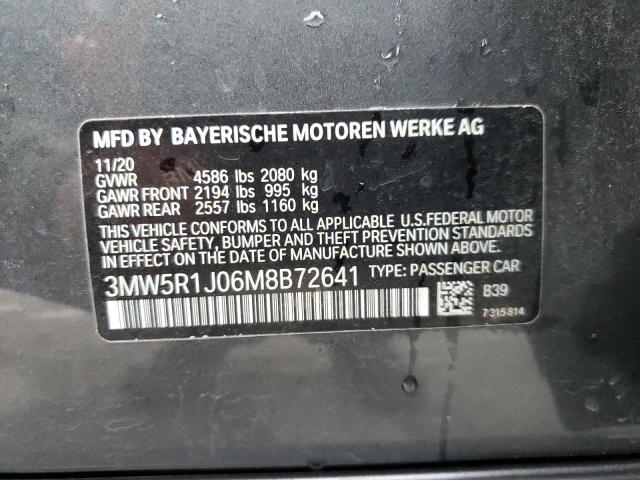 MFD BY BAYERISCHE MOTOREN WERKE AG
11/20
GVWR 4586 lbs 2080 kg
GAWR FRONT 2194 lbs 995 kg
GAWR REAR 2557 lbs 1160 kg
THIS VEHICLE CONFORMS TO ALL APPLICABLE U.S.FEDERAL MOTOR
VEHICLE SAFETY, BUMPER AND THEFT PREVENTION STANDARDS
IN EFFECT ON THE DATE OF MANUFACTURE SHOWN ABOVE.
3MW5R1J06M8B72641 TYPE: PASSENGER CAR
B39
7315814